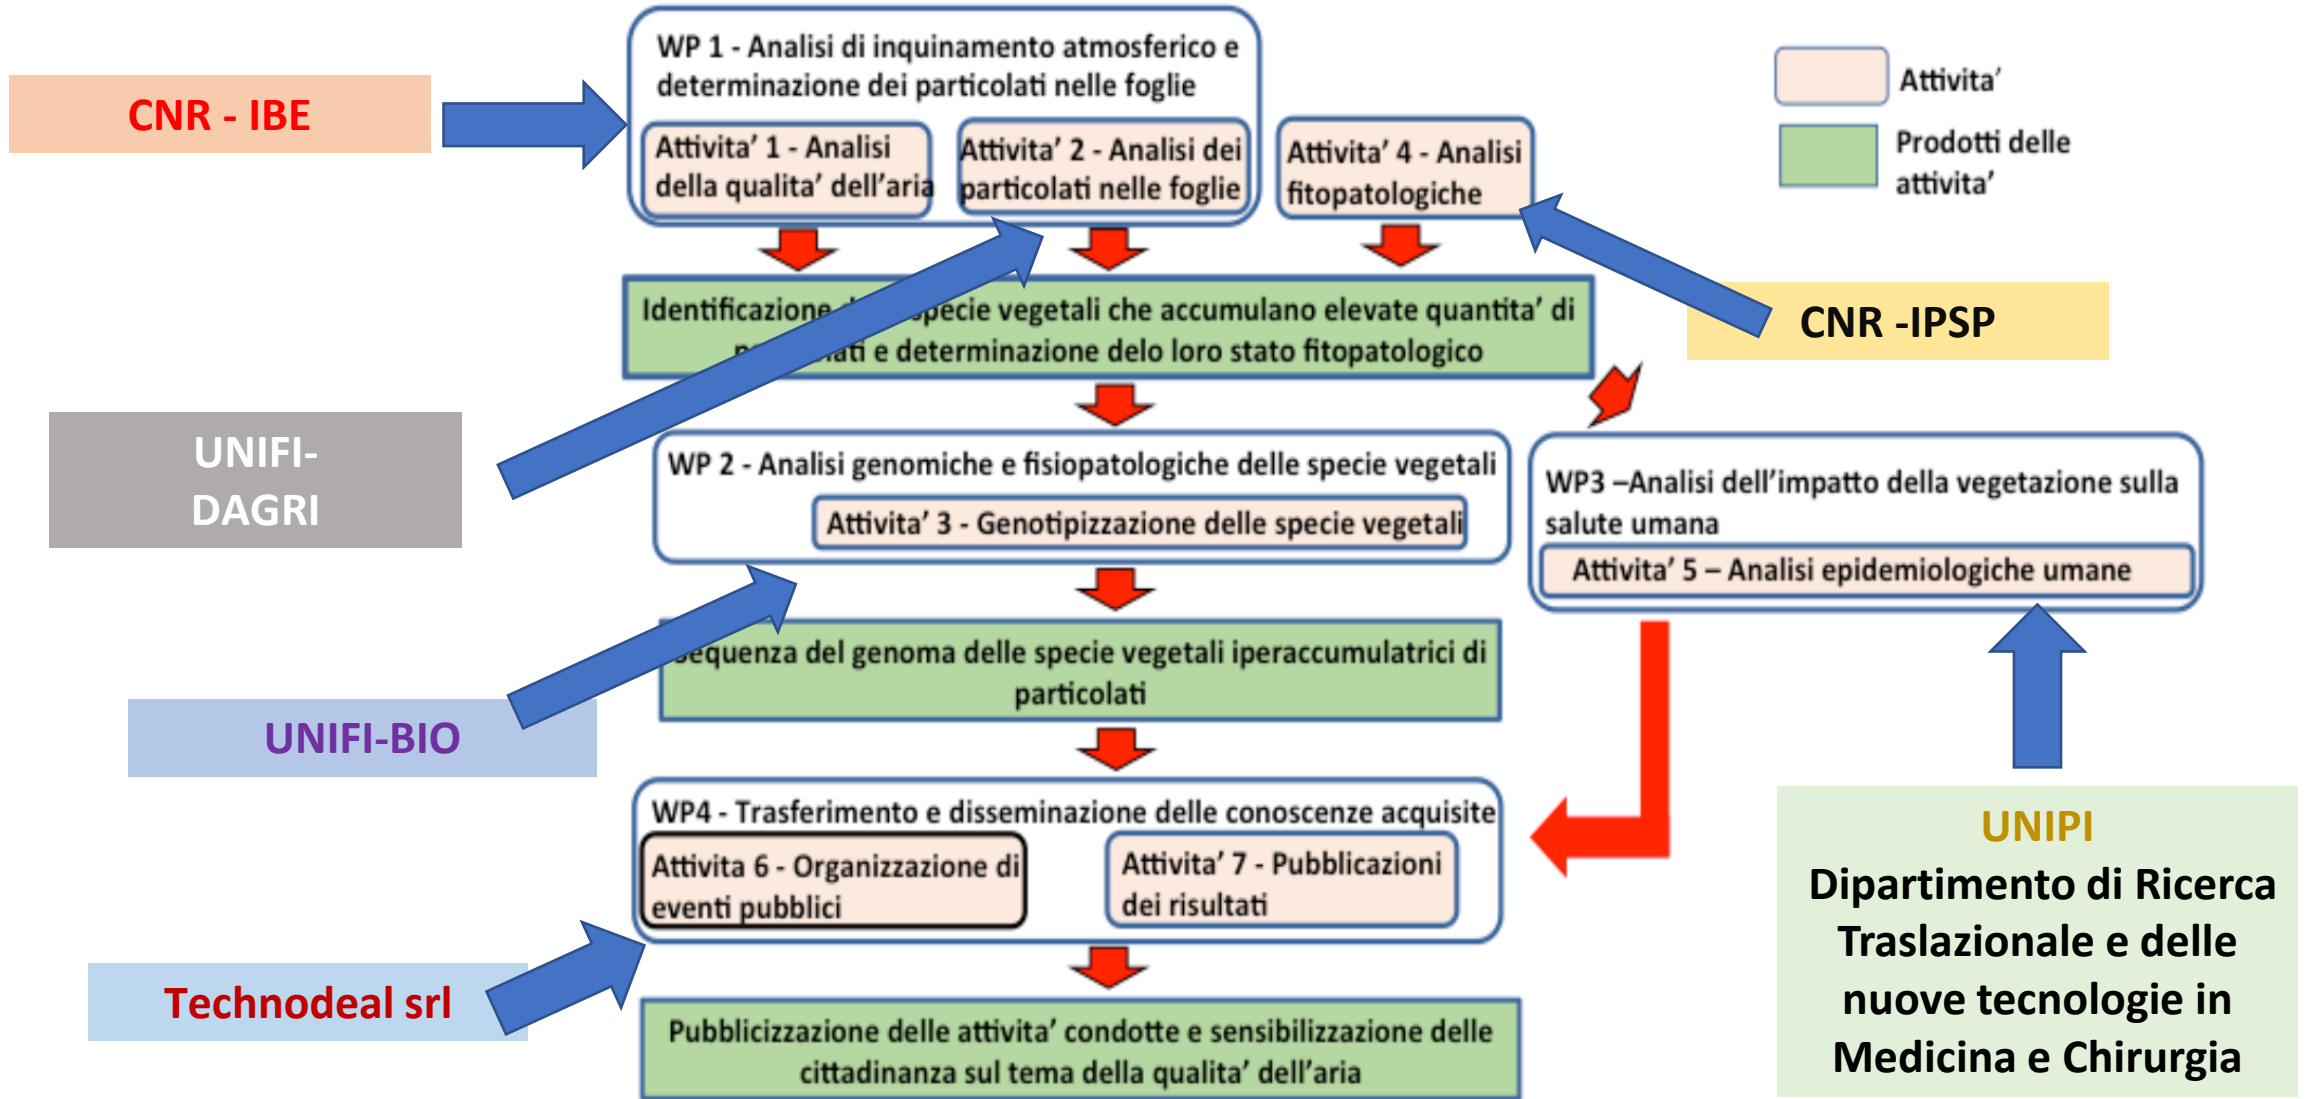 WP 1 - Analisi di inquinamento atmosferico e
determinazione dei particolati nelle foglie
CNR - IBE
Attivita' 1 - Analisi
della qualita' dell'aria
Attivita' 2 - Analisi dei
particolati nelle foglie
Attivita' 4 - Analisi
fitopatologiche
Attivita'
Prodotti delle
attivita'
Identificazione specie vegetali che accumulano elevate quantita' di
e determinazione delo loro stato fitopatologico
CNR -IPSP
UNIFI-
DAGRI
WP 2 - Analisi genomiche e fisiopatologiche delle specie vegetali
Attivita' 3 - Genotipizzazione delle specie vegetali
WP3 –Analisi dell'impatto della vegetazione sulla
salute umana
Attivita' 5 – Analisi epidemiologiche umane
UNIFI-BIO
Sequenza del genoma delle specie vegetali iperaccumulatrici di
particolati
WP4 - Trasferimento e disseminazione delle conoscenze acquisite
Attivita 6 - Organizzazione di
eventi pubblici
Attivita' 7 - Pubblicazioni
dei risultati
UNIPI
Dipartimento di Ricerca
Traslazionale e delle
nuove tecnologie in
Medicina e Chirurgia
Technodeal srl
Pubblicizzazione delle attivita' condotte e sensibilizzazione delle
cittadinanza sul tema della qualita' dell'aria